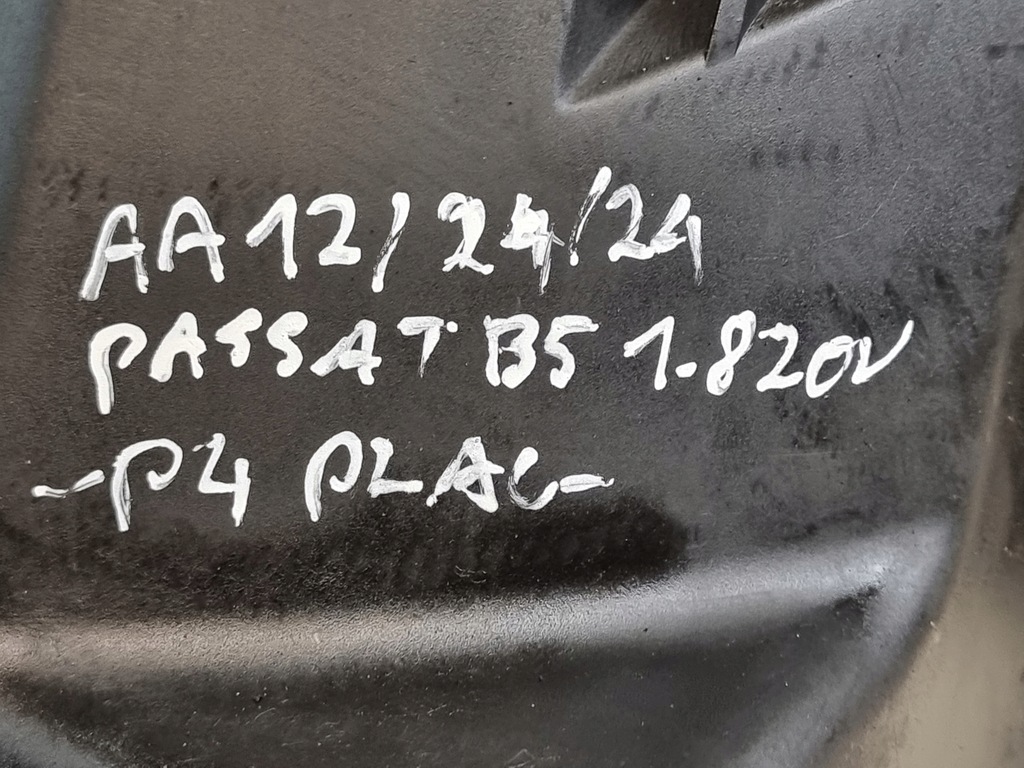 AA 12/24/24
PASSAT B5 1.8 20V
-P4 PLAC-